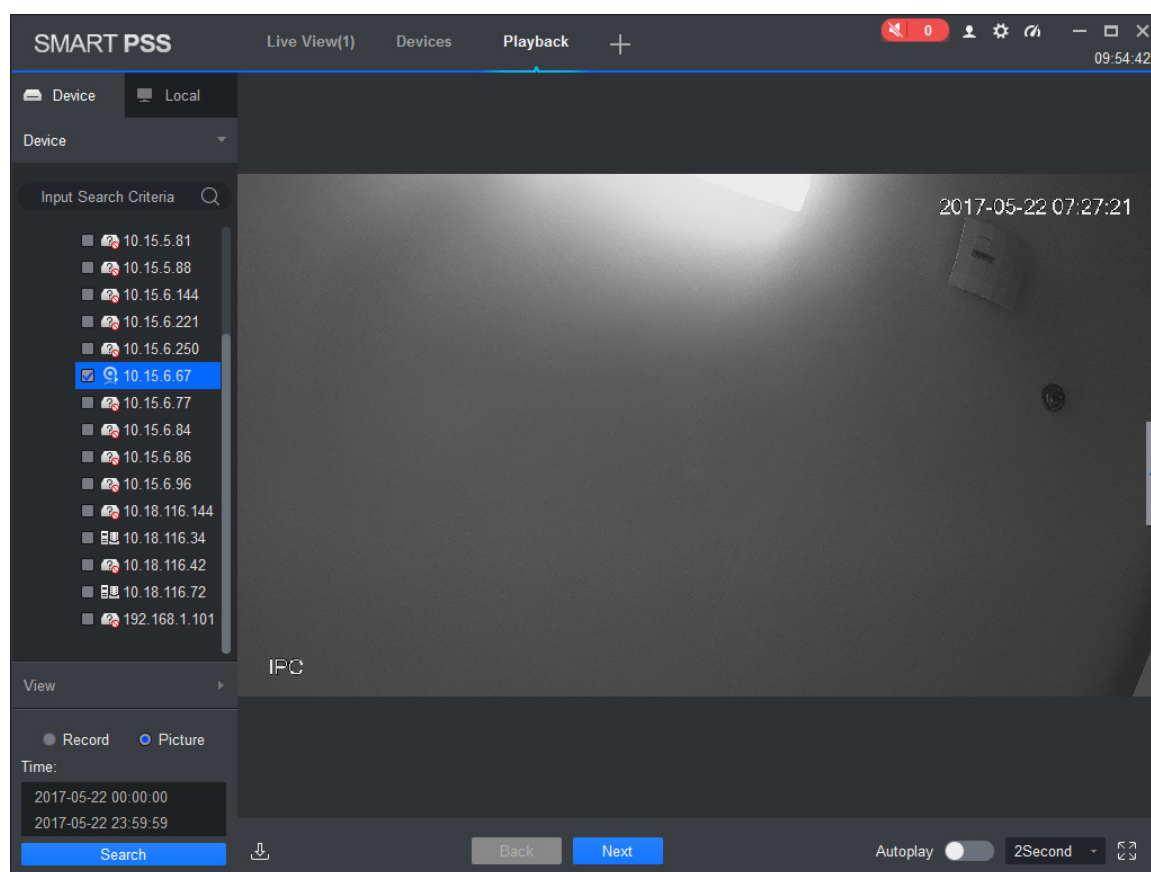 SMART PSS
Live View(1) Devices Playback
0
09:54:42
Device Local
Device
Input Search Criteria
10.15.5.81
10.15.5.88
10.15.6.144
10.15.6.221
10.15.6.250
10.15.6.67
10.15.6.77
10.15.6.84
10.15.6.86
10.15.6.96
10.18.116.144
10.18.116.34
10.18.116.42
10.18.116.72
192.168.1.101
View
Record Picture
Time:
2017-05-22 00:00:00
2017-05-22 23:59:59
Search
2017-05-22 07:27:21
IPC
Back Next Autoplay 2Second